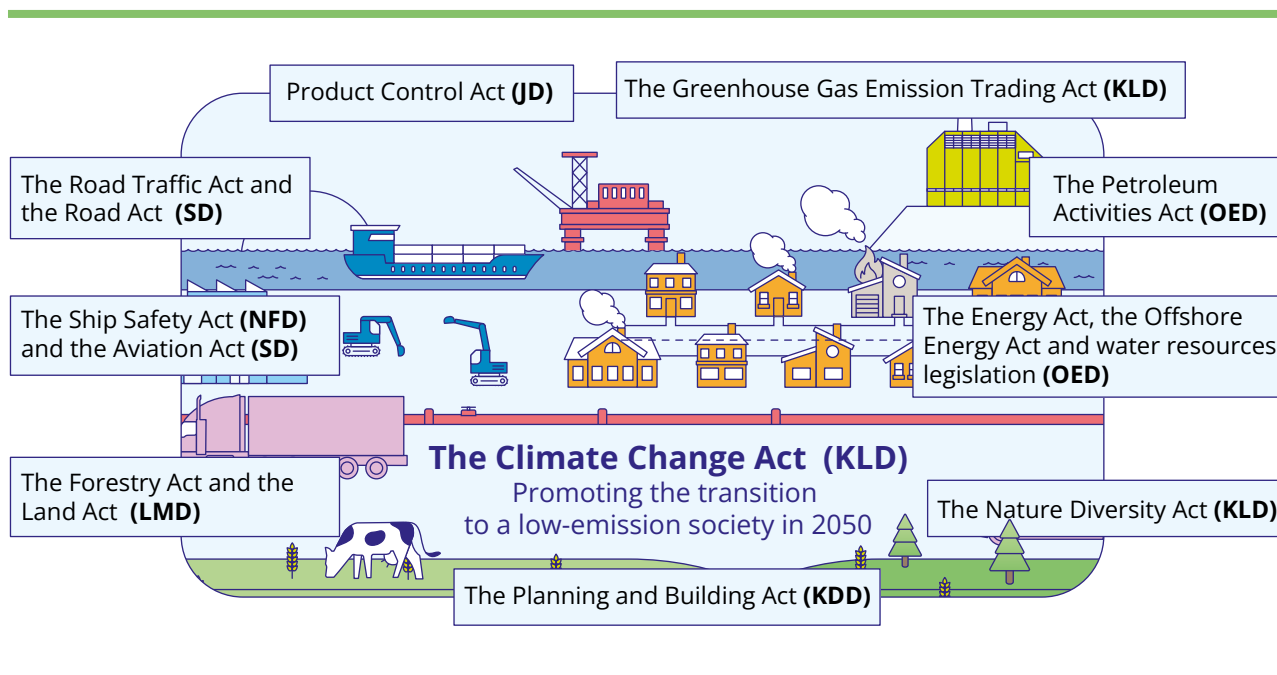 Product Control Act (JD)
The Greenhouse Gas Emission Trading Act (KLD)
The Road Traffic Act and
the Road Act (SD)
The Petroleum
Activities Act (OED)
The Ship Safety Act (NFD)
and the Aviation Act (SD)
The Energy Act, the Offshore
Energy Act and water resources
legislation (OED)
The Climate Change Act (KLD)
Promoting the transition
to a low-emission society in 2050
The Forestry Act and the
Land Act (LMD)
The Nature Diversity Act (KLD)
The Planning and Building Act (KDD)